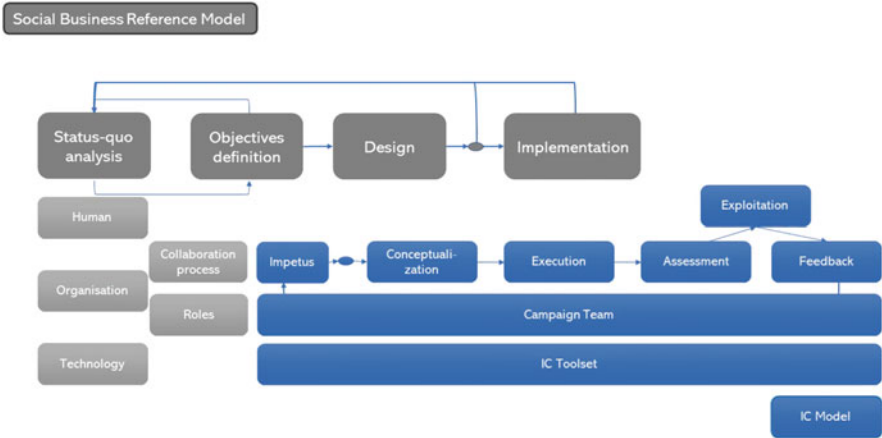 Social Business Reference Model
Status-quo
analysis
Objectives
definition
Design
Implementation
Human
Exploitation
Collaboration
process
Impetus
Conceptuali-
zation
Execution
Assessment
Feedback
Organisation
Roles
Campaign Team
Technology
IC Toolset
IC Model